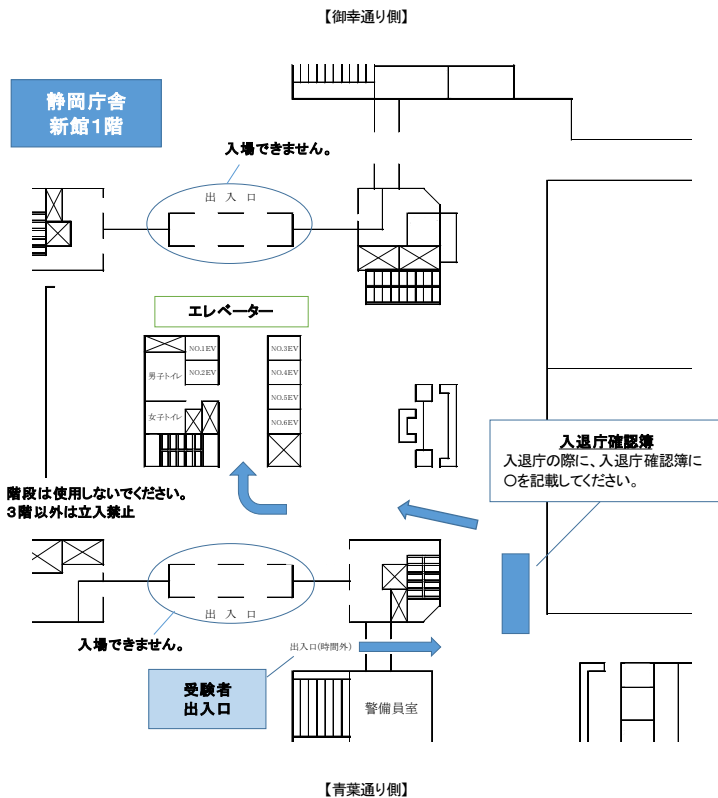 【御幸通り側】
静岡庁舎
新館１階
入場できません。
出　入　口
エレベーター
NO.1EV
NO.3EV
NO.2EV
NO.4EV
男子トイレ
NO.5EV
女子トイレ
NO.6EV
入退庁確認簿
入退庁の際に、入退庁確認簿に
〇を記載してください。
階段は使用しないでください。
３階以外は立入禁止
出　入　口
入場できません。
出入口(時間外)
受験者
出入口
警備員室
【青葉通り側】